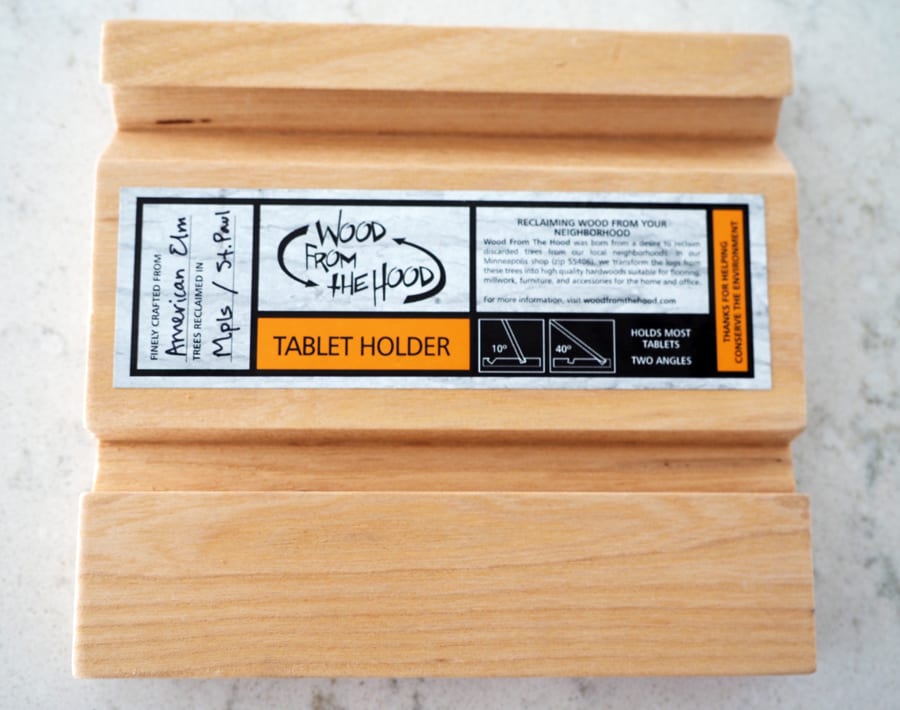 FINELY CRAFTED FROM
American Elm
TREES RECLAIMED IN
Mpls / St. Paul
WOOD
FROM
THE HOOD®
TABLET HOLDER
RECLAIMING WOOD FROM YOUR
NEIGHBORHOOD
Wood From The Hood was born from a desire to reclaim
discarded trees from our local neighborhoods. In our
Minneapolis shop (zip 55406), we transform the logs from
these trees into high quality hardwoods suitable for flooring,
millwork, furniture, and accessories for the home and office.
For more information, visit woodfromthehood.com
10º
40º
HOLDS MOST
TABLETS
TWO ANGLES
THANKS FOR HELPING
CONSERVE THE ENVIRONMENT